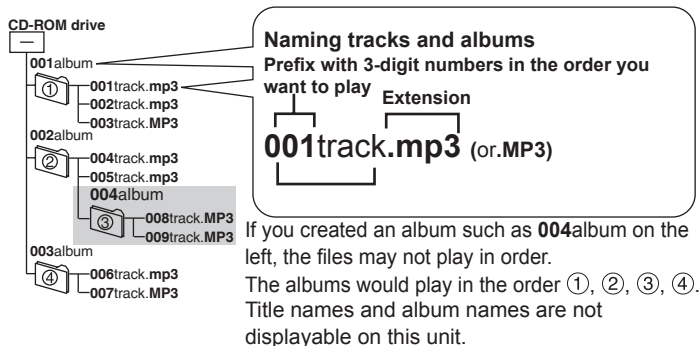 CD-ROM drive
001album
①
001track.mp3
002track.mp3
003track.MP3
002album
②
004track.mp3
005track.mp3
004album
③
008track.MP3
009track.MP3
003album
④
006track.mp3
007track.MP3
Naming tracks and albums
Prefix with 3-digit numbers in the order you
want to play
Extension
001track.mp3 (or.MP3)
If you created an album such as 004album on the
left, the files may not play in order.
The albums would play in the order ①, ②, ③, ④.
Title names and album names are not
displayable on this unit.